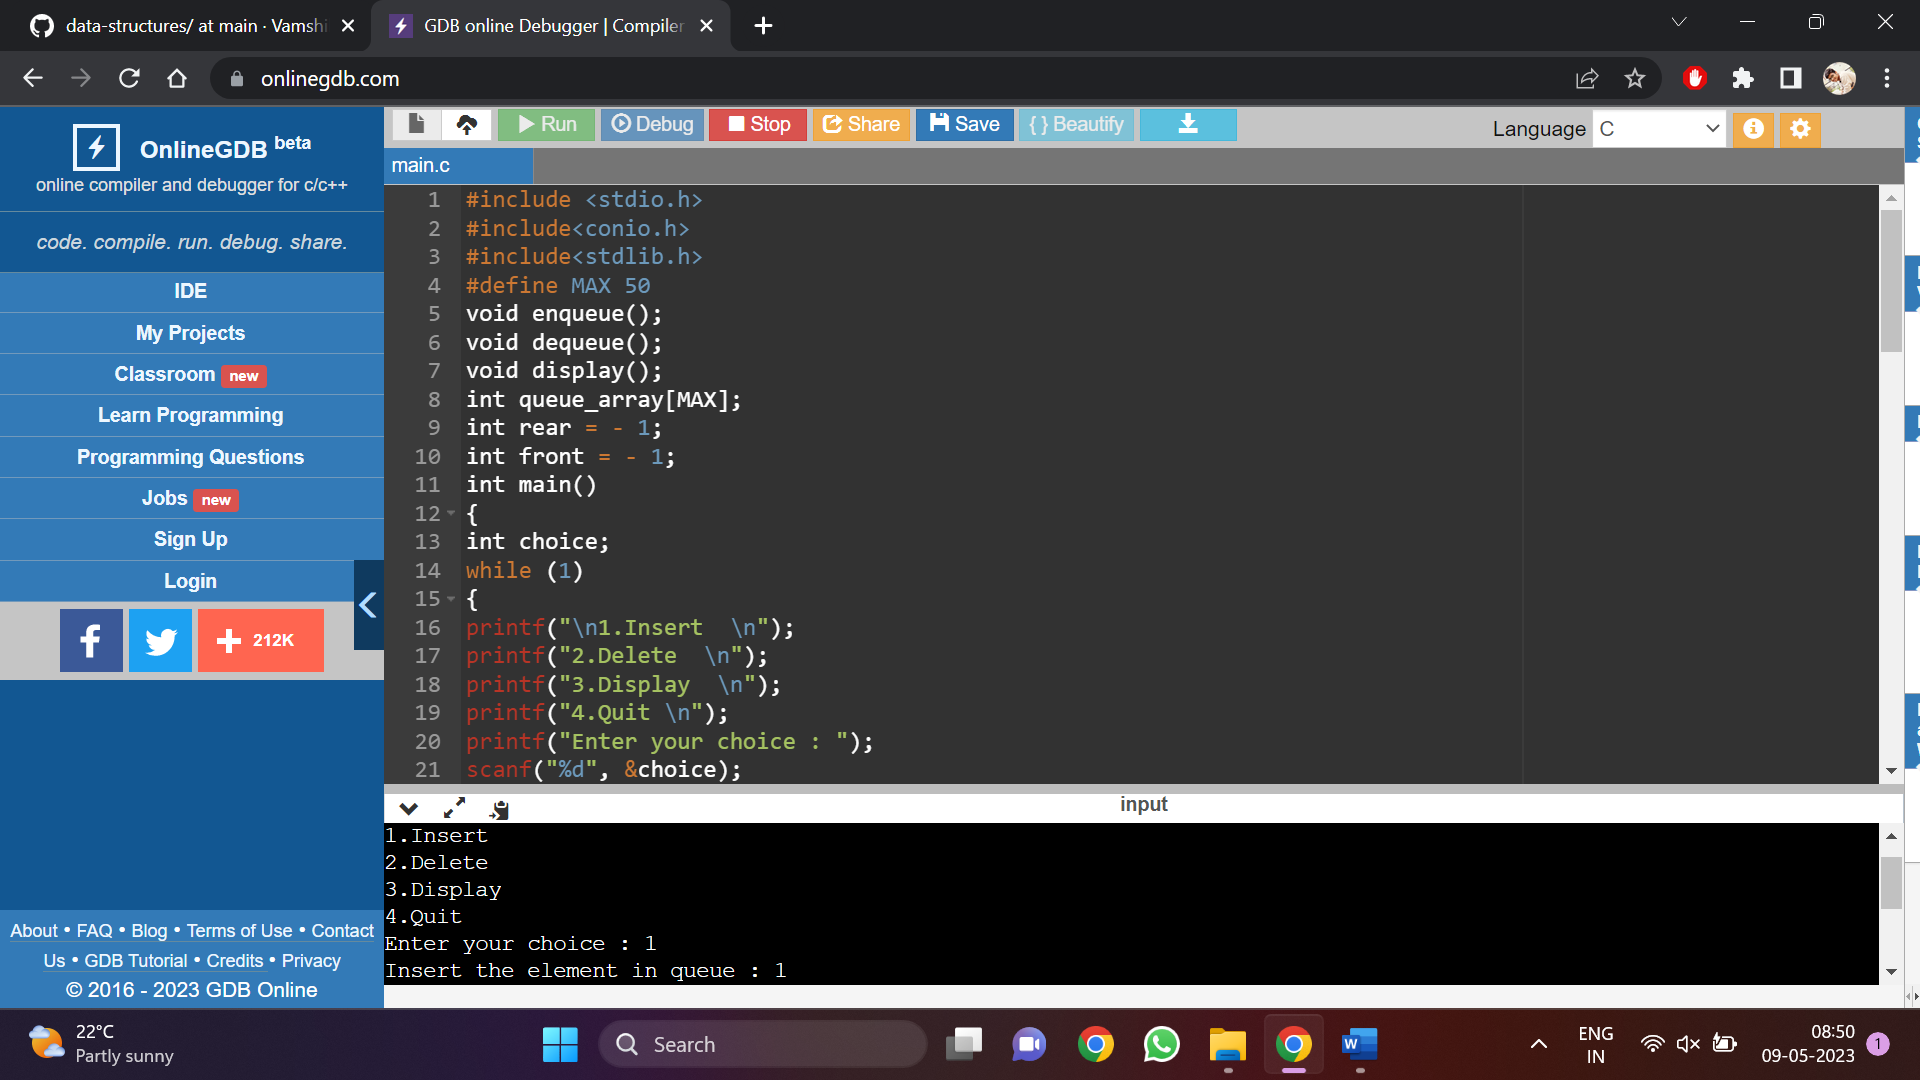 data-structures/ at main · Vamshi
GDB online Debugger | Compiler
onlinegdb.com
OnlineGDB beta
online compiler and debugger for c/c++
code. compile. run. debug. share.
IDE
My Projects
Classroom new
Learn Programming
Programming Questions
Jobs new
Sign Up
Login
212K
About • FAQ • Blog • Terms of Use • Contact
Us • GDB Tutorial • Credits • Privacy
© 2016 - 2023 GDB Online
Run
Debug
Stop
Share
Save
{ } Beautify
Language C
main.c
1 #include <stdio.h>
2 #include<conio.h>
3 #include<stdlib.h>
4 #define MAX 50
5 void enqueue();
6 void dequeue();
7 void display();
8 int queue_array[MAX];
9 int rear = - 1;
10 int front = - 1;
11 int main()
12 {
13 int choice;
14 while (1)
15 {
16 printf("\n1.Insert  \n");
17 printf("2.Delete  \n");
18 printf("3.Display  \n");
19 printf("4.Quit \n");
20 printf("Enter your choice : ");
21 scanf("%d", &choice);
input
1.Insert
2.Delete
3.Display
4.Quit
Enter your choice : 1
Insert the element in queue : 1
22°C
Partly sunny
Search
W
ENG
IN
08:50
09-05-2023
1